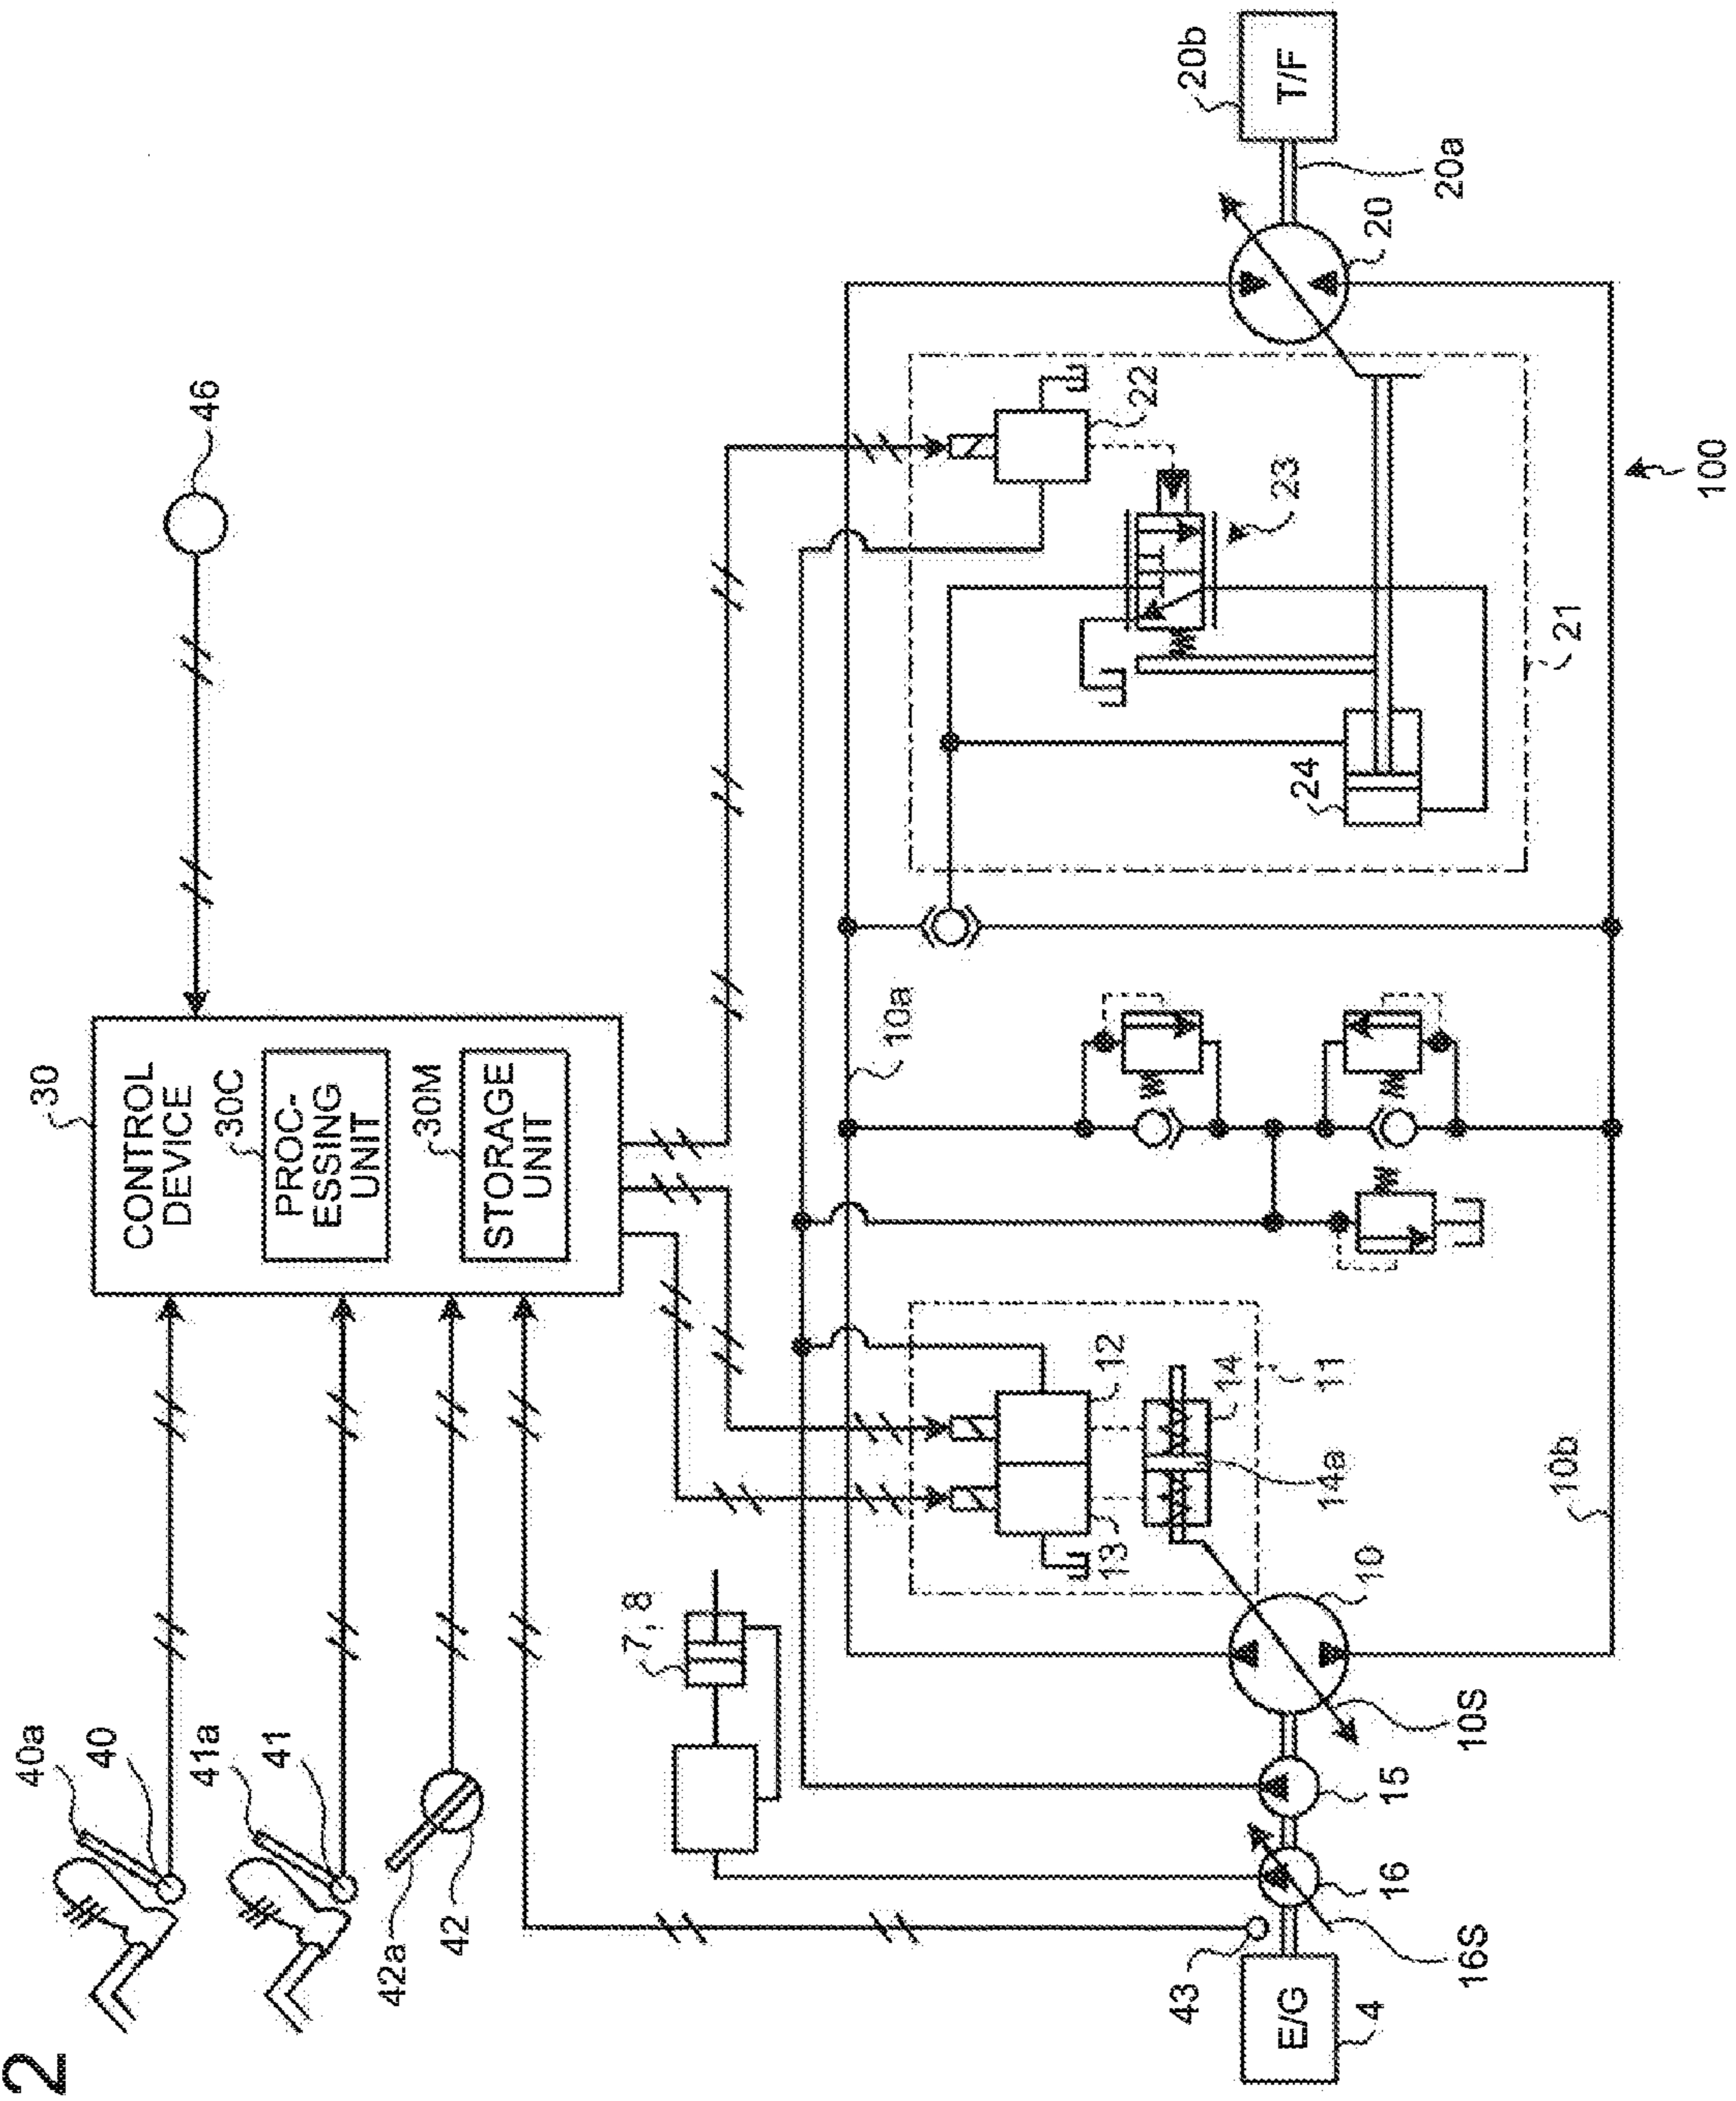 2
40a
40
41a
41
42a
42
30
CONTROL
DEVICE
30C
PROC-
ESSING
UNIT
30M
STORAGE
UNIT
46
7, 8
43
E/G
4
16S
16
15
10S
10
13
12
14
14a
11
10a
10b
24
22
23
21
20
20a
20b
T/F
100